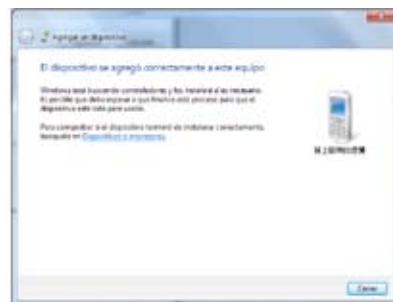 Agregar un dispositivo
El dispositivo se agregó correctamente a este equipo
Windows está buscando controladores y los instalará si es necesario.
Es posible que deba esperar a que finalice este proceso para que el
dispositivo esté listo para usarse.
Para comprobar si el dispositivo terminó de instalarse correctamente,
búsquelo en Dispositivos e impresoras.
Cerrar